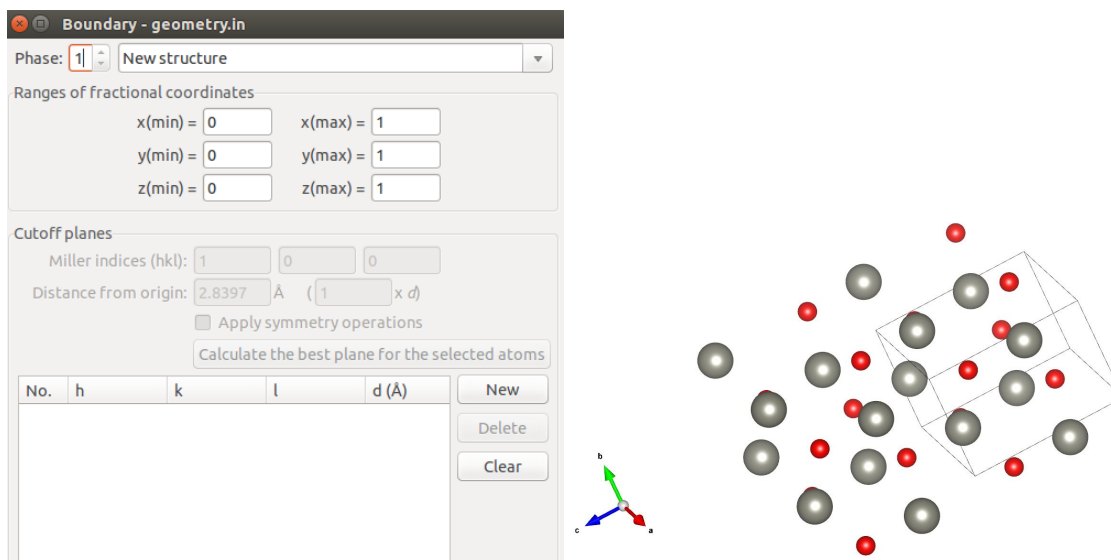 Boundary - geometry.in
Phase: 1 New structure
Ranges of fractional coordinates
x(min) = 0 x(max) = 1
y(min) = 0 y(max) = 1
z(min) = 0 z(max) = 1
Cutoff planes
Miller indices (hkl): 1 0 0
Distance from origin: 2.8397 Å ( 1 x d)
Apply symmetry operations
Calculate the best plane for the selected atoms
No. h k l d (Å) New
Delete
Clear
b
c a